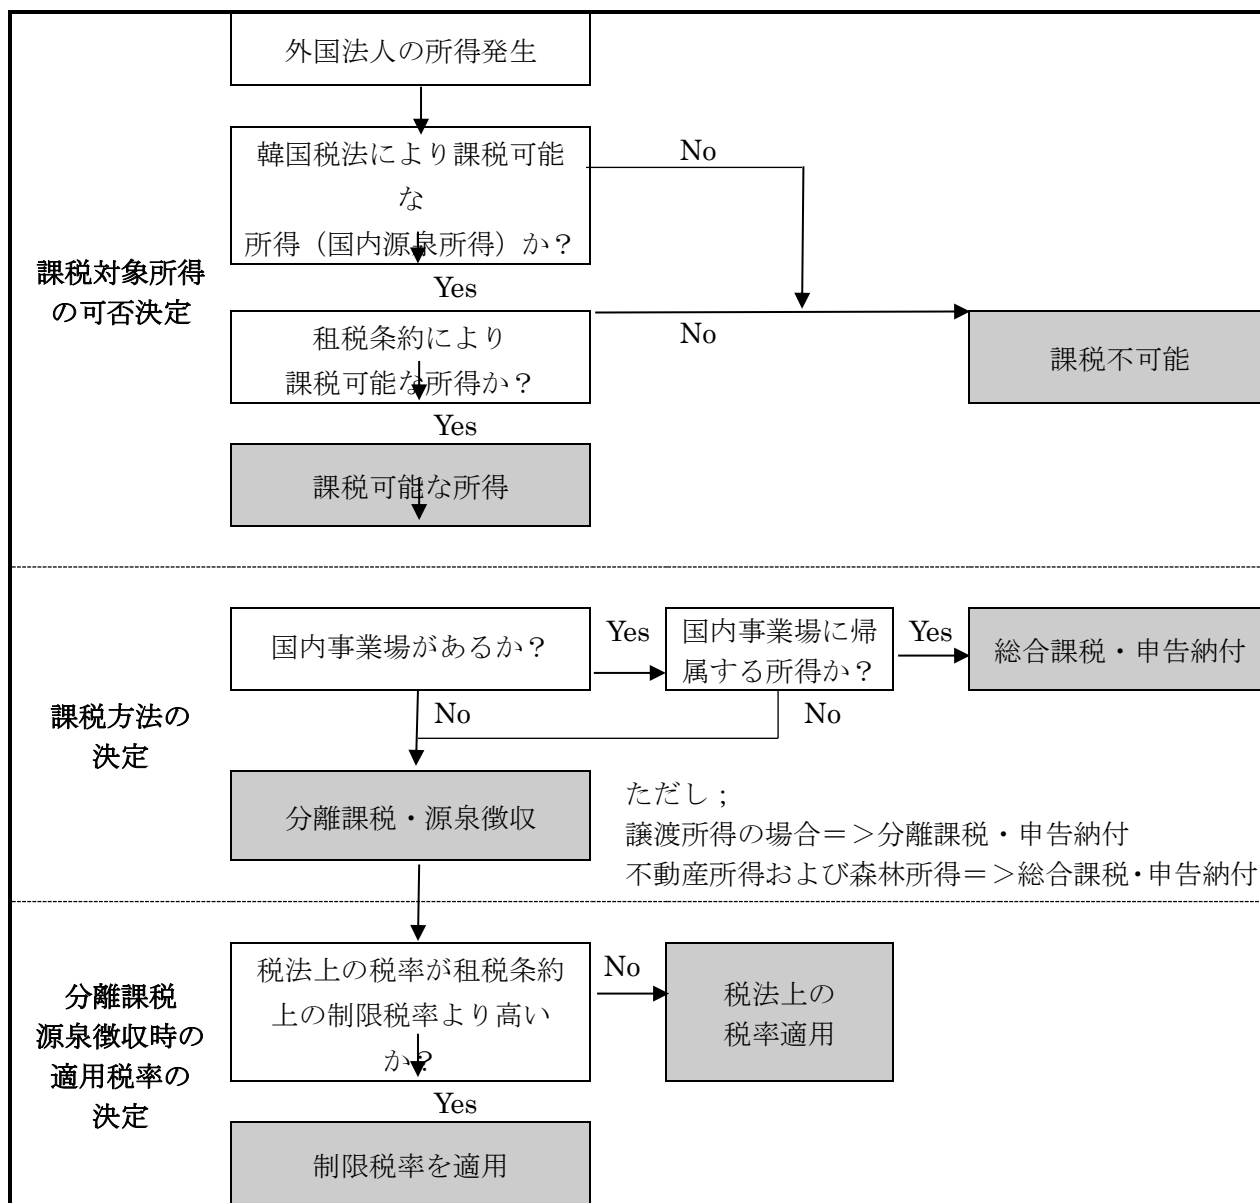 外国法人の所得発生
韓国税法により課税可能
な
所得（国内源泉所得）か？
No
Yes
課税対象所得
の可否決定
租税条約により
課税可能な所得か？
No
課税不可能
Yes
課税可能な所得
国内事業場があるか？
Yes
国内事業場に帰
属する所得か？
Yes
総合課税・申告納付
No
No
課税方法の
決定
分離課税・源泉徴収
ただし；
譲渡所得の場合＝＞分離課税・申告納付
不動産所得および森林所得＝＞総合課税・申告納付
税法上の税率が租税条約
上の制限税率より高い
か？
No
税法上の
税率適用
分離課税
源泉徴収時の
適用税率の
決定
Yes
制限税率を適用